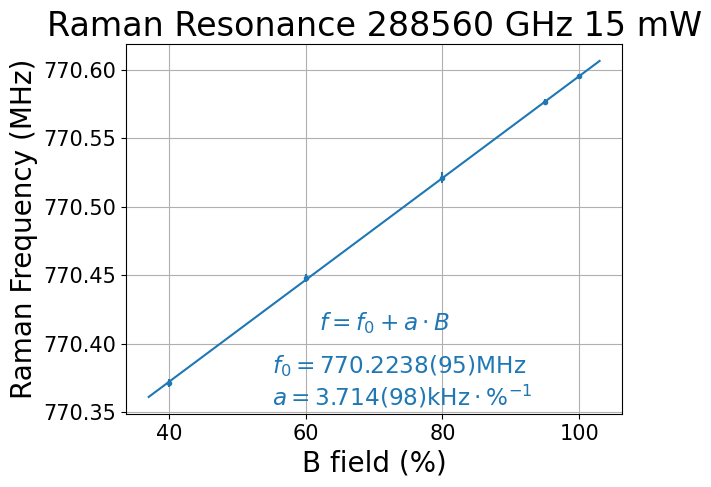 Raman Resonance 288560 GHz 15 mW
Raman Frequency (MHz)
770.60
770.55
770.50
770.45
770.40
770.35
f = f₀ + a · B
f₀ = 770.2238(95)MHz
a = 3.714(98)kHz · %⁻¹
40 60 80 100
B field (%)